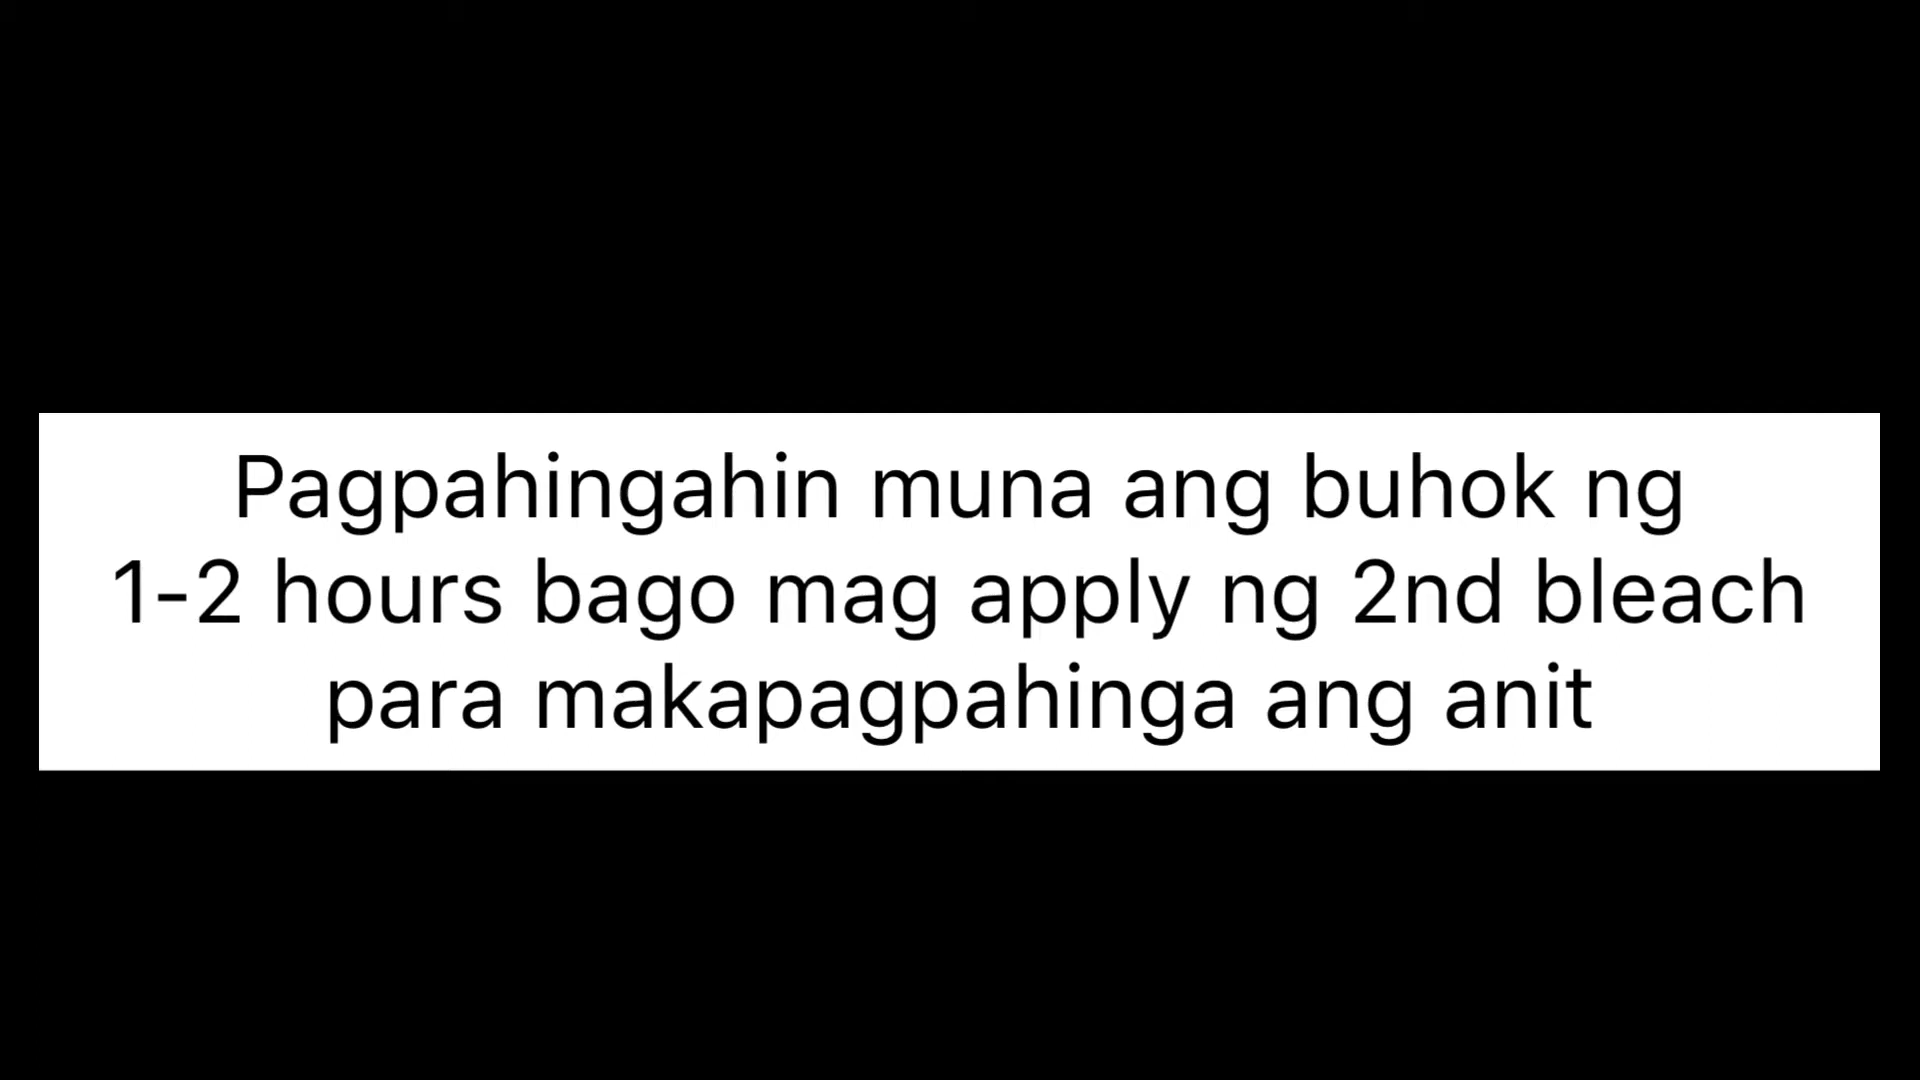 Pagpahingahin muna ang buhok ng
1-2 hours bago mag apply ng 2nd bleach
para makapagpahinga ang anit